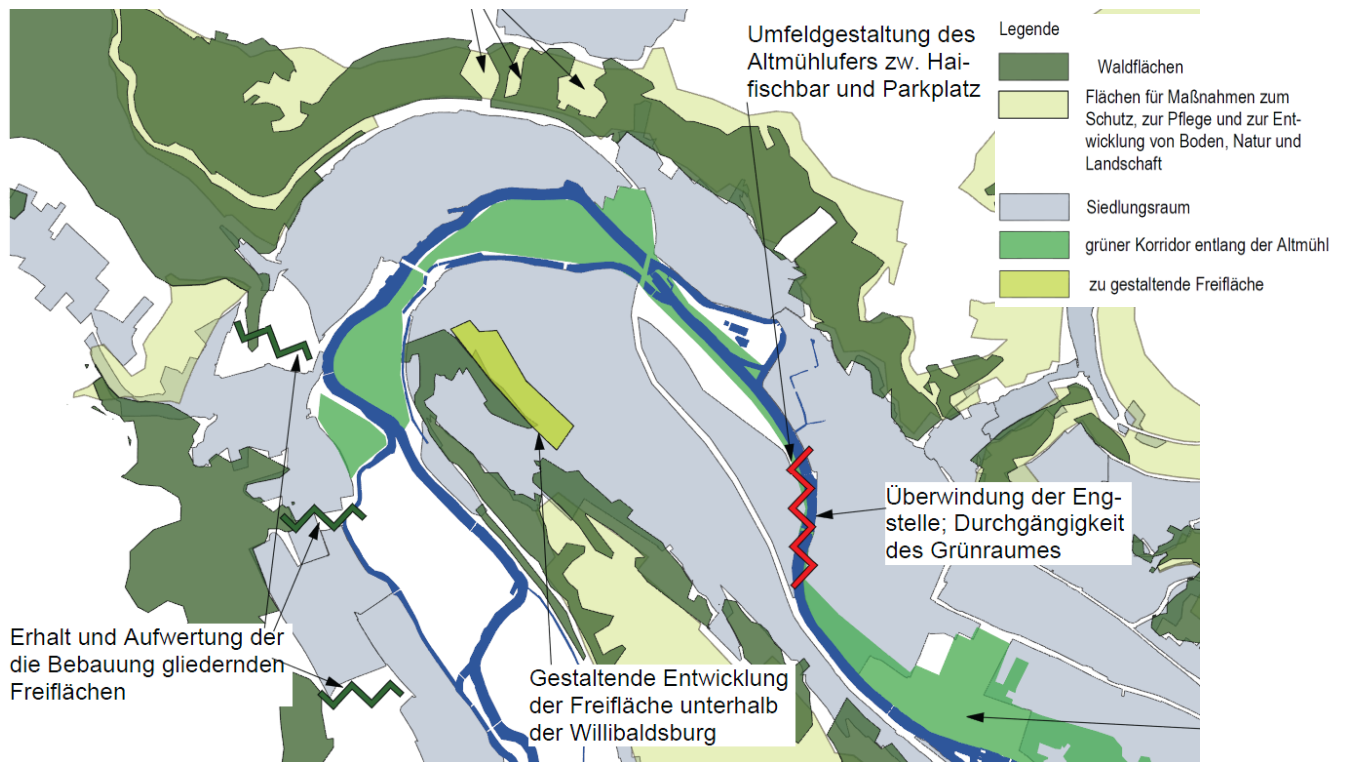 Umfeldgestaltung des
Altmühlufers zw. Hai-
fischbar und Parkplatz
Legende
Waldflächen
Flächen für Maßnahmen zum
Schutz, zur Pflege und zur Ent-
wicklung von Boden, Natur und
Landschaft
Siedlungsraum
grüner Korridor entlang der Altmühl
zu gestaltende Freifläche
Überwindung der Eng-
stelle; Durchgängigkeit
des Grünraumes
Erhalt und Aufwertung der
die Bebauung gliedernden
Freiflächen
Gestaltende Entwicklung
der Freifläche unterhalb
der Willibaldsburg